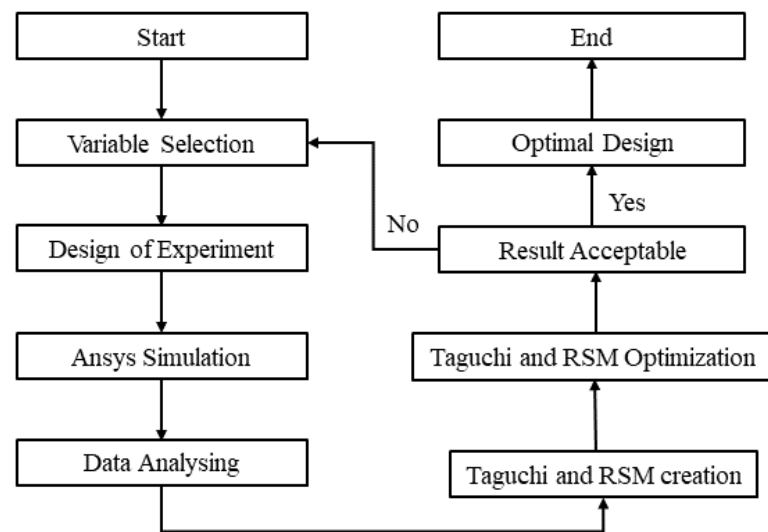 Start
Variable Selection
Design of Experiment
Ansys Simulation
Data Analysing
Taguchi and RSM creation
Taguchi and RSM Optimization
Result Acceptable
No
Yes
Optimal Design
End